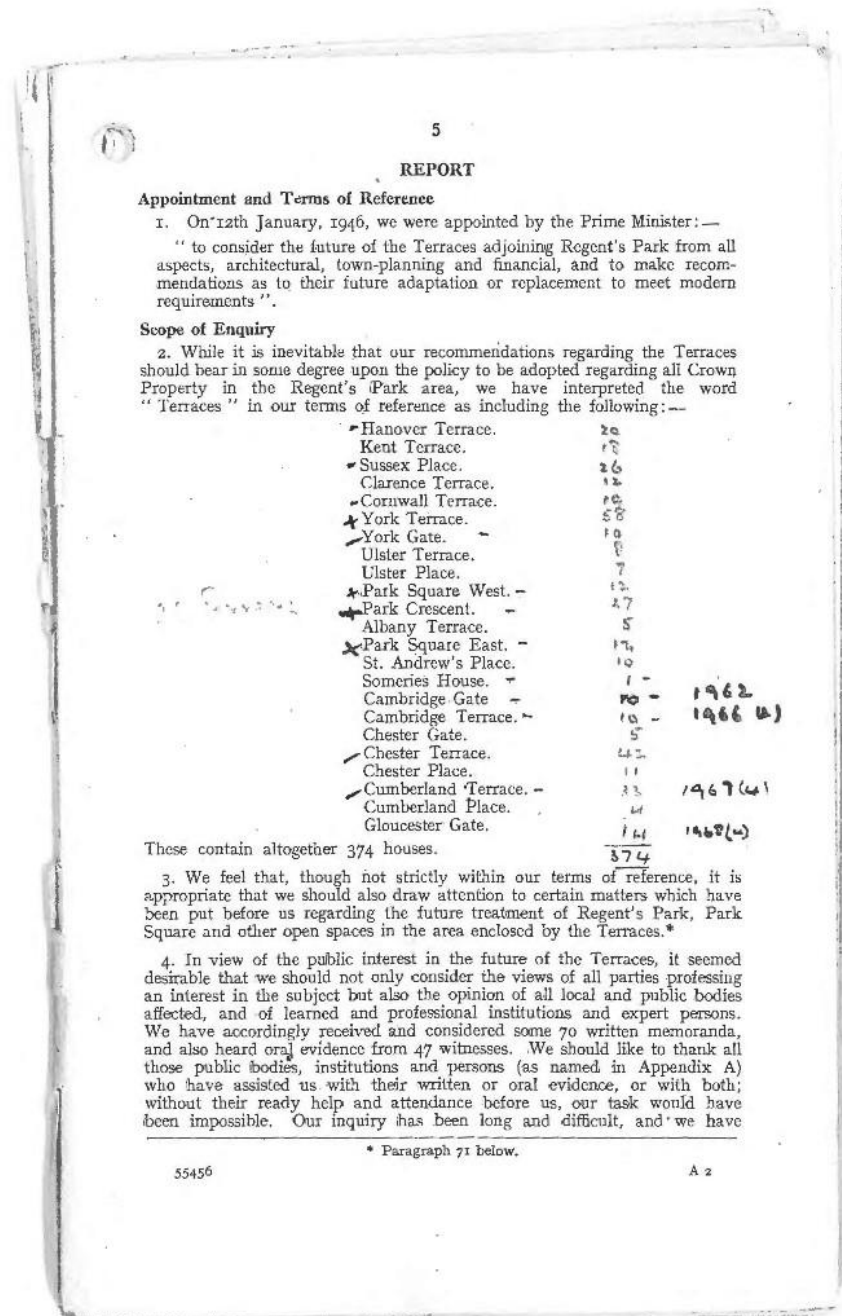 5
REPORT
Appointment and Terms of Reference
1. On 12th January, 1946, we were appointed by the Prime Minister:—
" to consider the future of the Terraces adjoining Regent's Park from all
aspects, architectural, town-planning and financial, and to make recom-
mendations as to their future adaptation or replacement to meet modern
requirements ".
Scope of Enquiry
2. While it is inevitable that our recommendations regarding the Terraces
should bear in some degree upon the policy to be adopted regarding all Crown
Property in the Regent's Park area, we have interpreted the word
" Terraces " in our terms of reference as including the following:—
Hanover Terrace. 20
Kent Terrace.
Sussex Place. 26
Clarence Terrace. 12
Cornwall Terrace.
York Terrace. 58
York Gate. - 10
Ulster Terrace.
Ulster Place. 7
Park Square West. - 12
Park Crescent. - 27
Albany Terrace. 5
Park Square East. -
St. Andrew's Place. 10
Someries House. - 1 -
Cambridge Gate - 10 - 1962
Cambridge Terrace. - 10 - 1966
Chester Gate. 5
Chester Terrace. 42
Chester Place. 11
Cumberland Terrace. - 33
Cumberland Place. 4
Gloucester Gate. 14
These contain altogether 374 houses. 374
3. We feel that, though not strictly within our terms of reference, it is
appropriate that we should also draw attention to certain matters which have
been put before us regarding the future treatment of Regent's Park, Park
Square and other open spaces in the area enclosed by the Terraces.*
4. In view of the public interest in the future of the Terraces, it seemed
desirable that we should not only consider the views of all parties professing
an interest in the subject but also the opinion of all local and public bodies
affected, and of learned and professional institutions and expert persons.
We have accordingly received and considered some 70 written memoranda,
and also heard oral evidence from 47 witnesses. We should like to thank all
those public bodies, institutions and persons (as named in Appendix A)
who have assisted us with their written or oral evidence, or with both;
without their ready help and attendance before us, our task would have
been impossible. Our inquiry has been long and difficult, and we have
* Paragraph 71 below.
55456 A 2